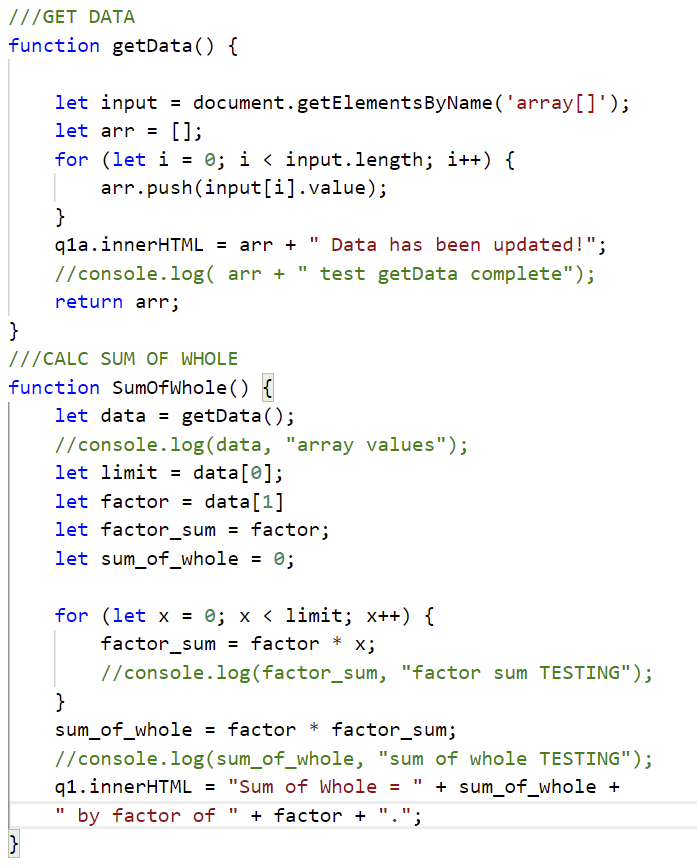 ///GET DATA
function getData() {
let input = document.getElementsByName('array[]');
let arr = [];
for (let i = 0; i < input.length; i++) {
arr.push(input[i].value);
}
q1a.innerHTML = arr + " Data has been updated!";
//console.log( arr + " test getData complete");
return arr;
}
///CALC SUM OF WHOLE
function SumOfWhole() {
let data = getData();
//console.log(data, "array values");
let limit = data[0];
let factor = data[1]
let factor_sum = factor;
let sum_of_whole = 0;
for (let x = 0; x < limit; x++) {
factor_sum = factor * x;
//console.log(factor_sum, "factor sum TESTING");
}
sum_of_whole = factor * factor_sum;
//console.log(sum_of_whole, "sum of whole TESTING");
q1.innerHTML = "Sum of Whole = " + sum_of_whole +
" by factor of " + factor + ".";
}